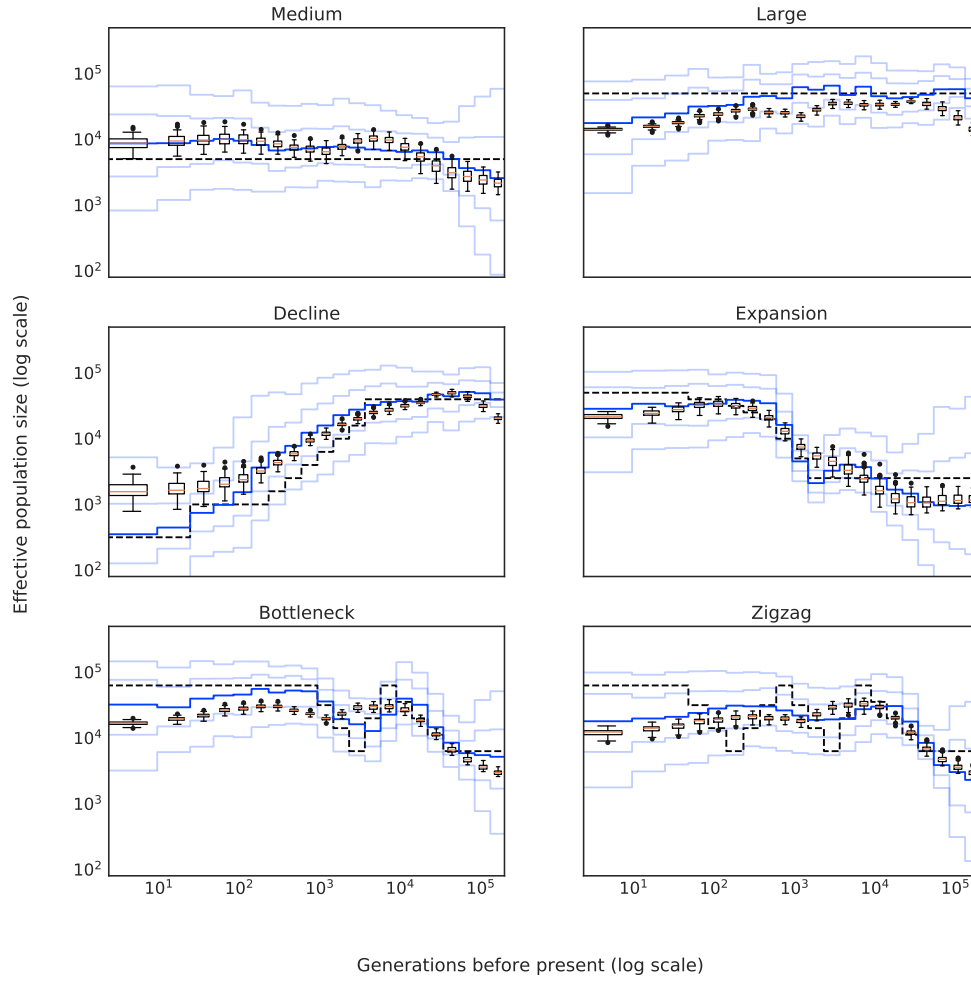 Medium
Large
10^5
10^4
10^3
10^2
Decline
Expansion
10^5
10^4
10^3
10^2
Effective population size (log scale)
Bottleneck
Zigzag
10^5
10^4
10^3
10^2
10^1 10^2 10^3 10^4 10^5
10^1 10^2 10^3 10^4 10^5
Generations before present (log scale)